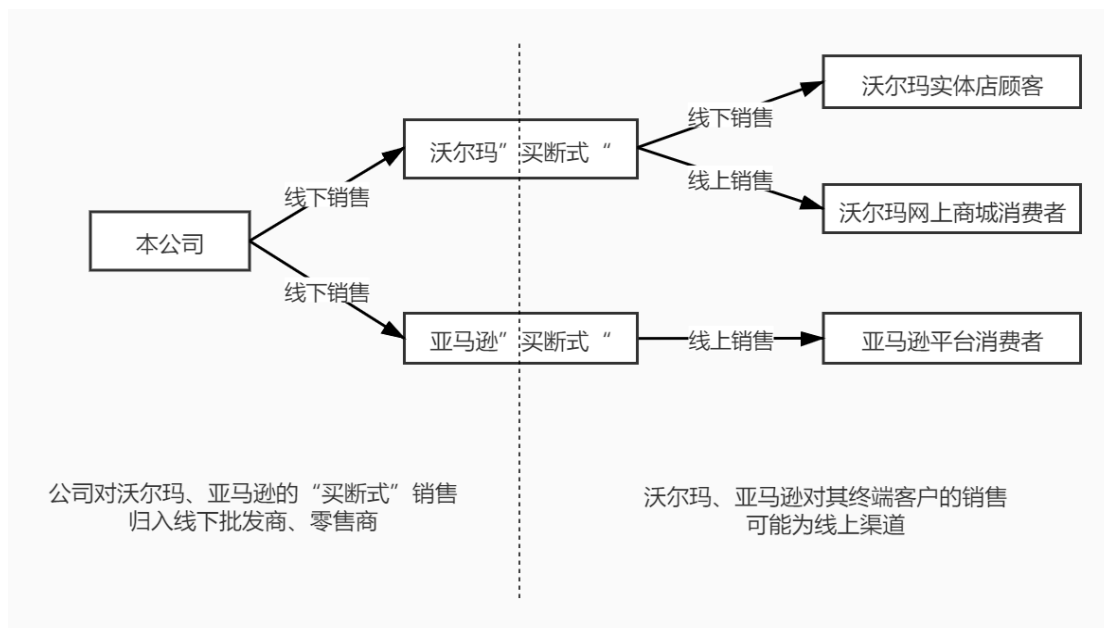 沃尔玛实体店顾客
线下销售
沃尔玛”买断式“
线上销售
线下销售
沃尔玛网上商城消费者
本公司
线下销售
亚马逊”买断式“
线上销售
亚马逊平台消费者
公司对沃尔玛、亚马逊的“买断式”销售
归入线下批发商、零售商
沃尔玛、亚马逊对其终端客户的销售
可能为线上渠道